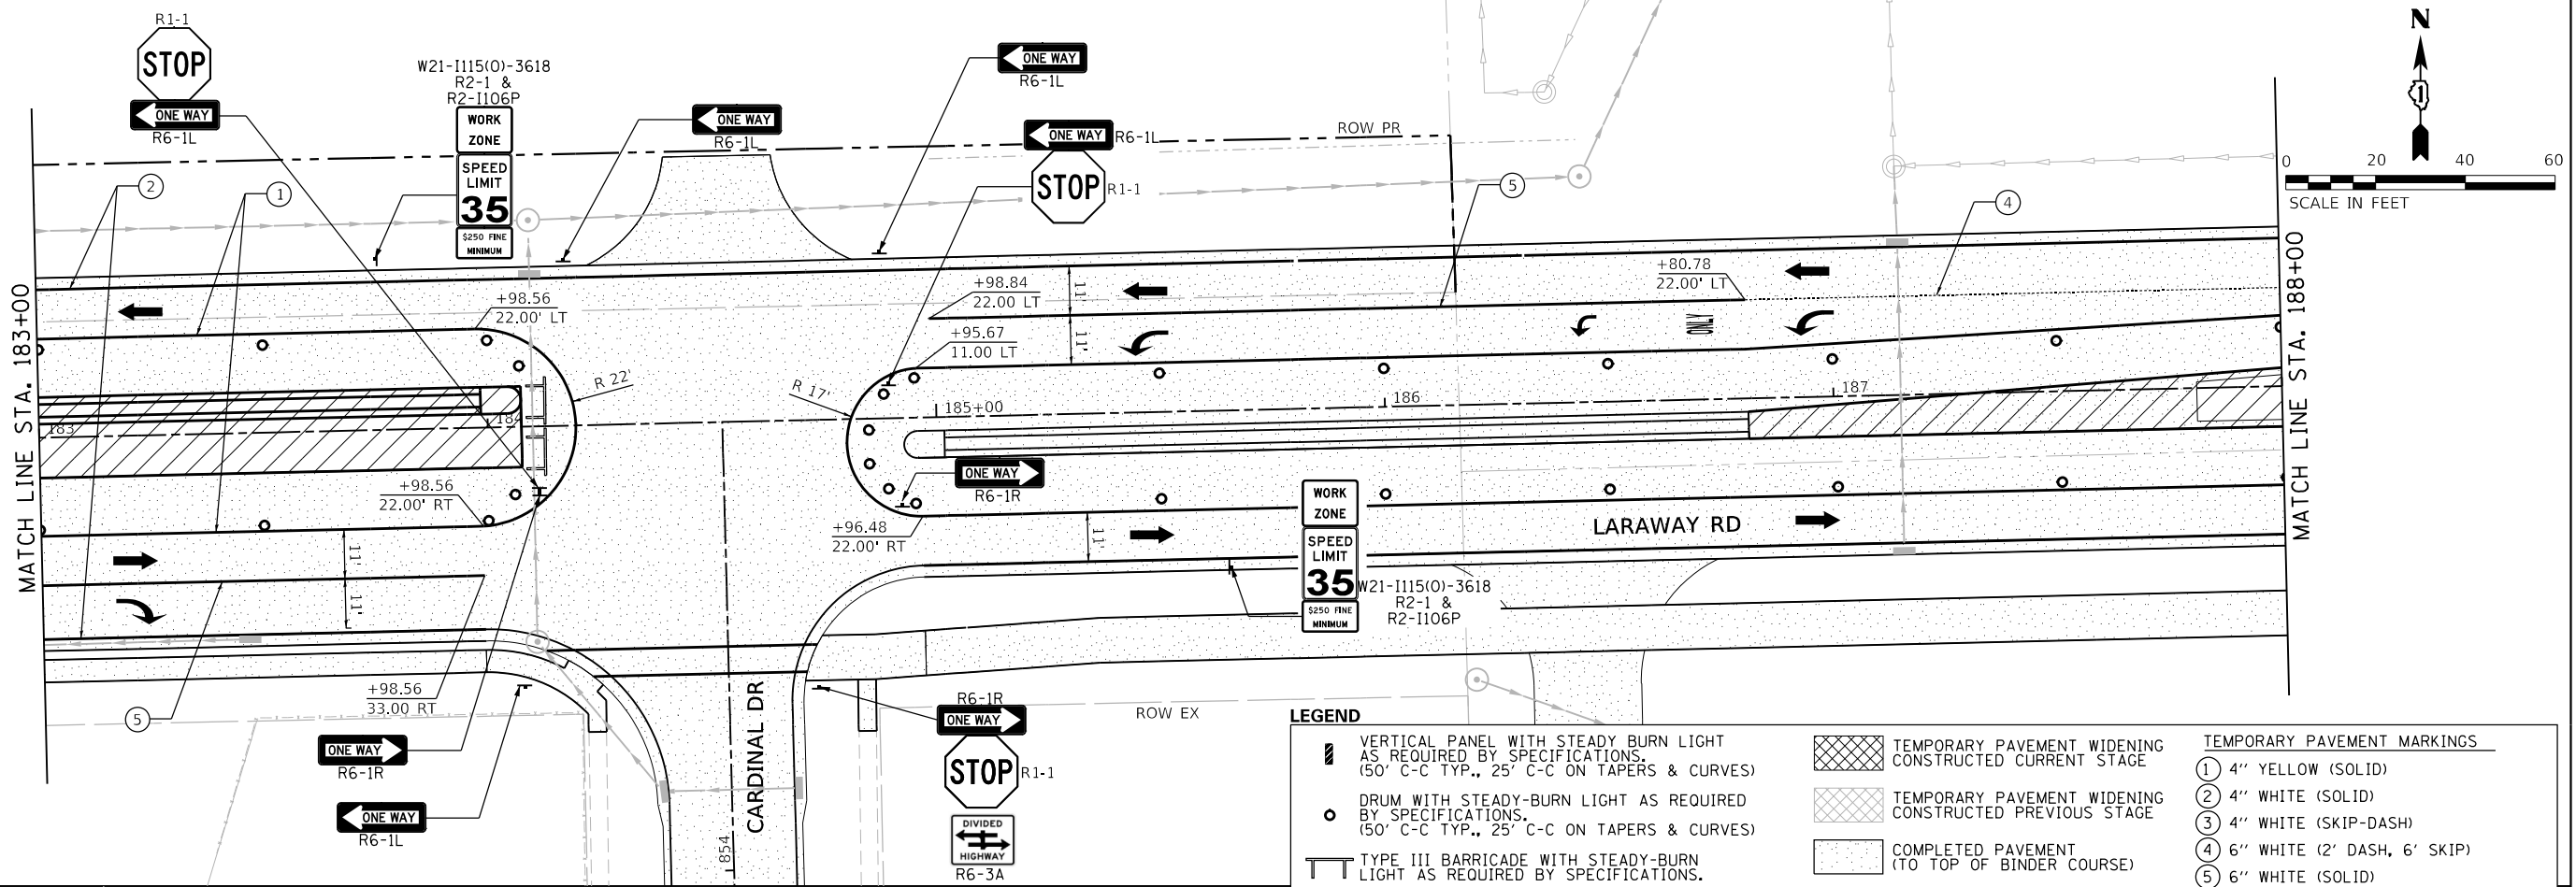 R1-1
STOP
ONE WAY
R6-1L
W21-I115(O)-3618
R2-1 &
R2-I106P
WORK
ZONE
SPEED
LIMIT
35
$250 FINE
MINIMUM
ONE WAY
R6-1L
ONE WAY
R6-1L
ONE WAY
R6-1L
STOP
R1-1
ROW PR
N
0 20 40 60
SCALE IN FEET
2
1
5
4
MATCH LINE STA. 183+00
MATCH LINE STA. 188+00
+98.56
22.00' LT
+98.84
22.00 LT
+95.67
11.00 LT
+80.78
22.00' LT
11'
11'
ONLY
R 22'
R 17'
183
184
185+00
186
187
+98.56
22.00' RT
ONE WAY
R6-1R
+96.48
22.00' RT
11'
11'
11'
LARAWAY RD
WORK
ZONE
SPEED
LIMIT
35
$250 FINE
MINIMUM
W21-I115(O)-3618
R2-1 &
R2-I106P
+98.56
33.00 RT
5
ONE WAY
R6-1R
ONE WAY
R6-1L
CARDINAL DR
854
R6-1R
ONE WAY
STOP
R1-1
DIVIDED
HIGHWAY
R6-3A
ROW EX
LEGEND
VERTICAL PANEL WITH STEADY BURN LIGHT
AS REQUIRED BY SPECIFICATIONS.
(50' C-C TYP., 25' C-C ON TAPERS & CURVES)
DRUM WITH STEADY-BURN LIGHT AS REQUIRED
BY SPECIFICATIONS.
(50' C-C TYP., 25' C-C ON TAPERS & CURVES)
TYPE III BARRICADE WITH STEADY-BURN
LIGHT AS REQUIRED BY SPECIFICATIONS.
TEMPORARY PAVEMENT WIDENING
CONSTRUCTED CURRENT STAGE
TEMPORARY PAVEMENT WIDENING
CONSTRUCTED PREVIOUS STAGE
COMPLETED PAVEMENT
(TO TOP OF BINDER COURSE)
TEMPORARY PAVEMENT MARKINGS
1 4'' YELLOW (SOLID)
2 4'' WHITE (SOLID)
3 4'' WHITE (SKIP-DASH)
4 6'' WHITE (2' DASH, 6' SKIP)
5 6'' WHITE (SOLID)